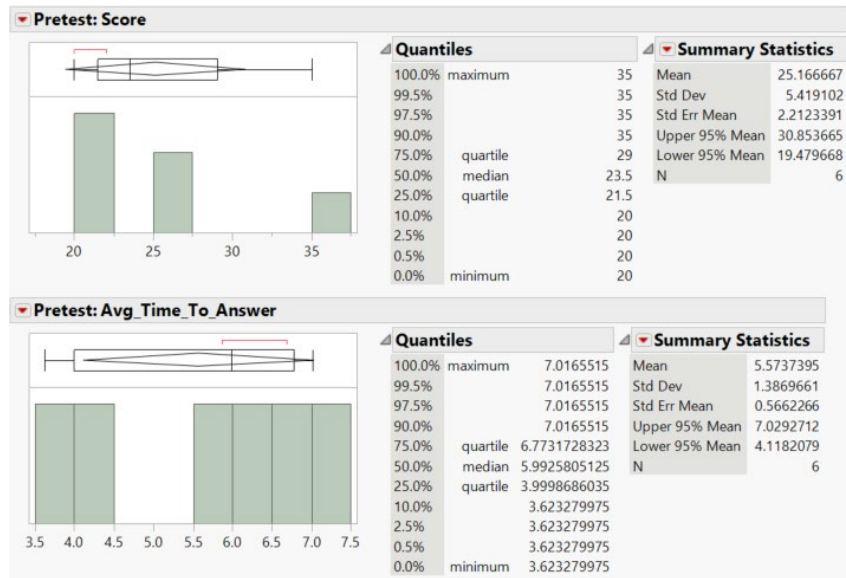 Pretest: Score
Quantiles
100.0% maximum 35
99.5% 35
97.5% 35
90.0% 35
75.0% quartile 29
50.0% median 23.5
25.0% quartile 21.5
10.0% 20
2.5% 20
0.5% 20
0.0% minimum 20
Summary Statistics
Mean 25.166667
Std Dev 5.419102
Std Err Mean 2.2123391
Upper 95% Mean 30.853665
Lower 95% Mean 19.479668
N 6
20 25 30 35
Pretest: Avg_Time_To_Answer
Quantiles
100.0% maximum 7.0165515
99.5% 7.0165515
97.5% 7.0165515
90.0% 7.0165515
75.0% quartile 6.7731728323
50.0% median 5.9925805125
25.0% quartile 3.9998686035
10.0% 3.623279975
2.5% 3.623279975
0.5% 3.623279975
0.0% minimum 3.623279975
Summary Statistics
Mean 5.5737395
Std Dev 1.3869661
Std Err Mean 0.5662266
Upper 95% Mean 7.0292712
Lower 95% Mean 4.1182079
N 6
3.5 4.0 4.5 5.0 5.5 6.0 6.5 7.0 7.5